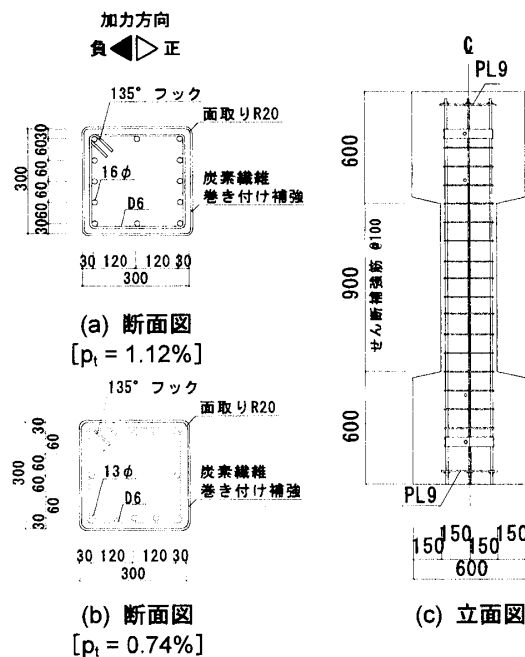 加力方向
負 正
135° フック
面取りR20
300
30 60 60 60 60 30
16φ
D6
炭素繊維
巻き付け補強
30 120 120 30
300
(a) 断面図
[pt = 1.12%]
135° フック
面取りR20
300
30 60 60 60 60 30
13φ
D6
炭素繊維
巻き付け補強
30 120 120 30
300
(b) 断面図
[pt = 0.74%]
℄
PL9
600
900
600
せん断補強筋 @100
PL9
150 150 150 150
600
(c) 立面図